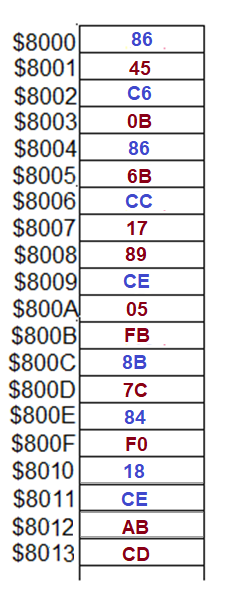 $8000 86
$8001 45
$8002 C6
$8003 0B
$8004 86
$8005 6B
$8006 CC
$8007 17
$8008 89
$8009 CE
$800A 05
$800B FB
$800C 8B
$800D 7C
$800E 84
$800F F0
$8010 18
$8011 CE
$8012 AB
$8013 CD